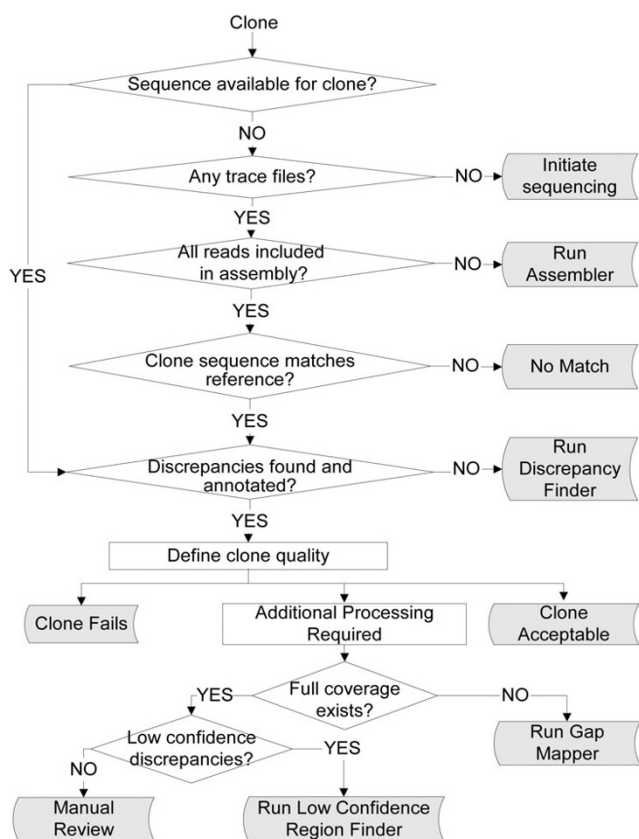 Clone
Sequence available for clone?
NO
Any trace files?
NO
Initiate
sequencing
YES
All reads included
in assembly?
NO
Run
Assembler
YES
YES
Clone sequence matches
reference?
NO
No Match
YES
Discrepancies found and
annotated?
NO
Run
Discrepancy
Finder
YES
Define clone quality
Clone Fails
Additional Processing
Required
Clone
Acceptable
YES
Full coverage
exists?
NO
Run Gap
Mapper
Low confidence
discrepancies?
YES
NO
Manual
Review
Run Low Confidence
Region Finder